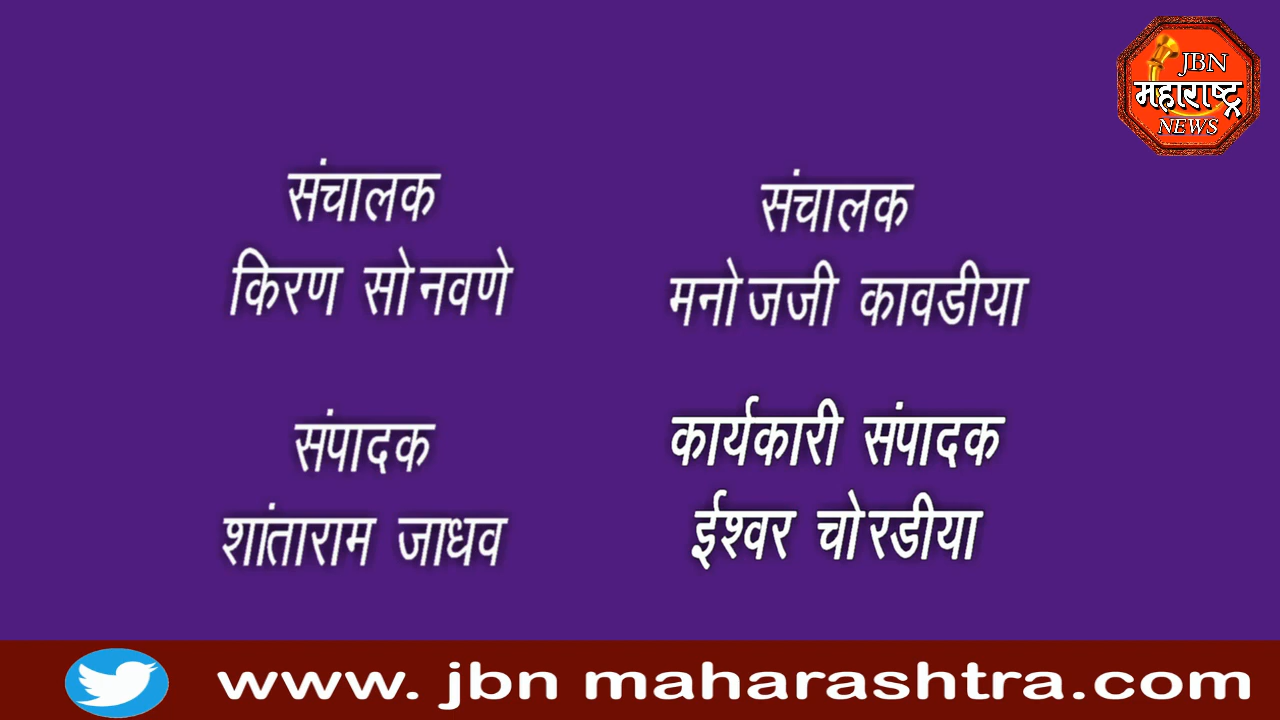 JBN
महाराष्ट्र
NEWS
संचालक
किरण सोनवणे
संचालक
मनोजजी कावडीया
संपादक
शांताराम जाधव
कार्यकारी संपादक
ईश्वर चोरडीया
www. jbn maharashtra.com